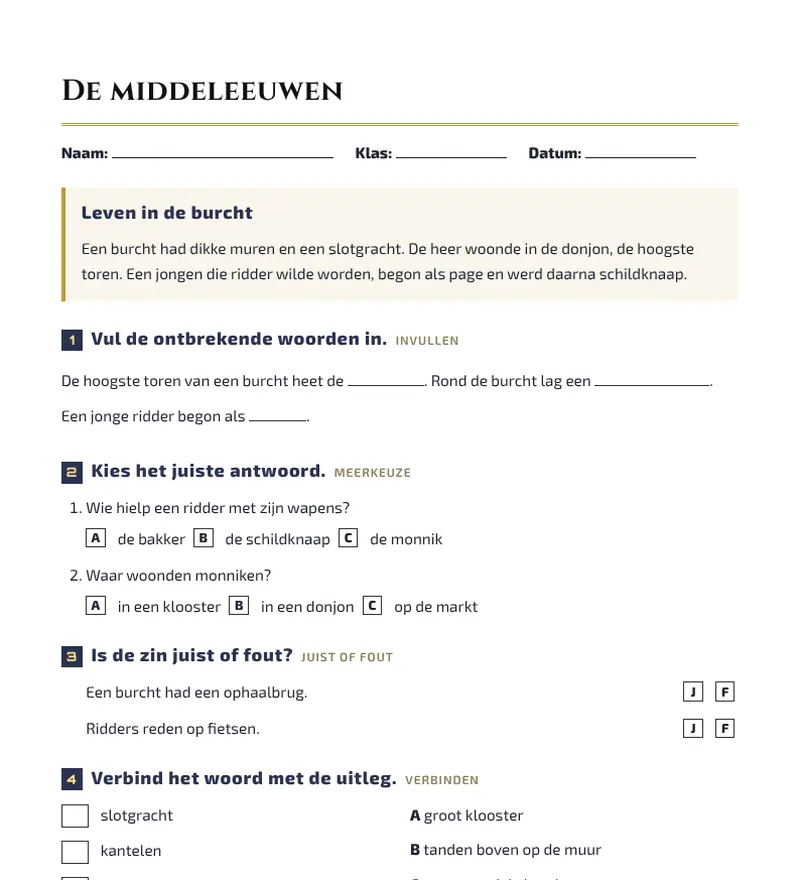 De middeleeuwen
Naam: Klas: Datum:
Leven in de burcht
Een burcht had dikke muren en een slotgracht. De heer woonde in de donjon, de hoogste
toren. Een jongen die ridder wilde worden, begon als page en werd daarna schildknaap.
1 Vul de ontbrekende woorden in. INVULLEN
De hoogste toren van een burcht heet de . Rond de burcht lag een .
Een jonge ridder begon als .
2 Kies het juiste antwoord. MEERKEUZE
1. Wie hielp een ridder met zijn wapens?
A de bakker B de schildknaap C de monnik
2. Waar woonden monniken?
A in een klooster B in een donjon C op de markt
3 Is de zin juist of fout? JUIST OF FOUT
Een burcht had een ophaalbrug. J F
Ridders reden op fietsen. J F
4 Verbind het woord met de uitleg. VERBINDEN
slotgracht A groot klooster
kantelen B tanden boven op de muur